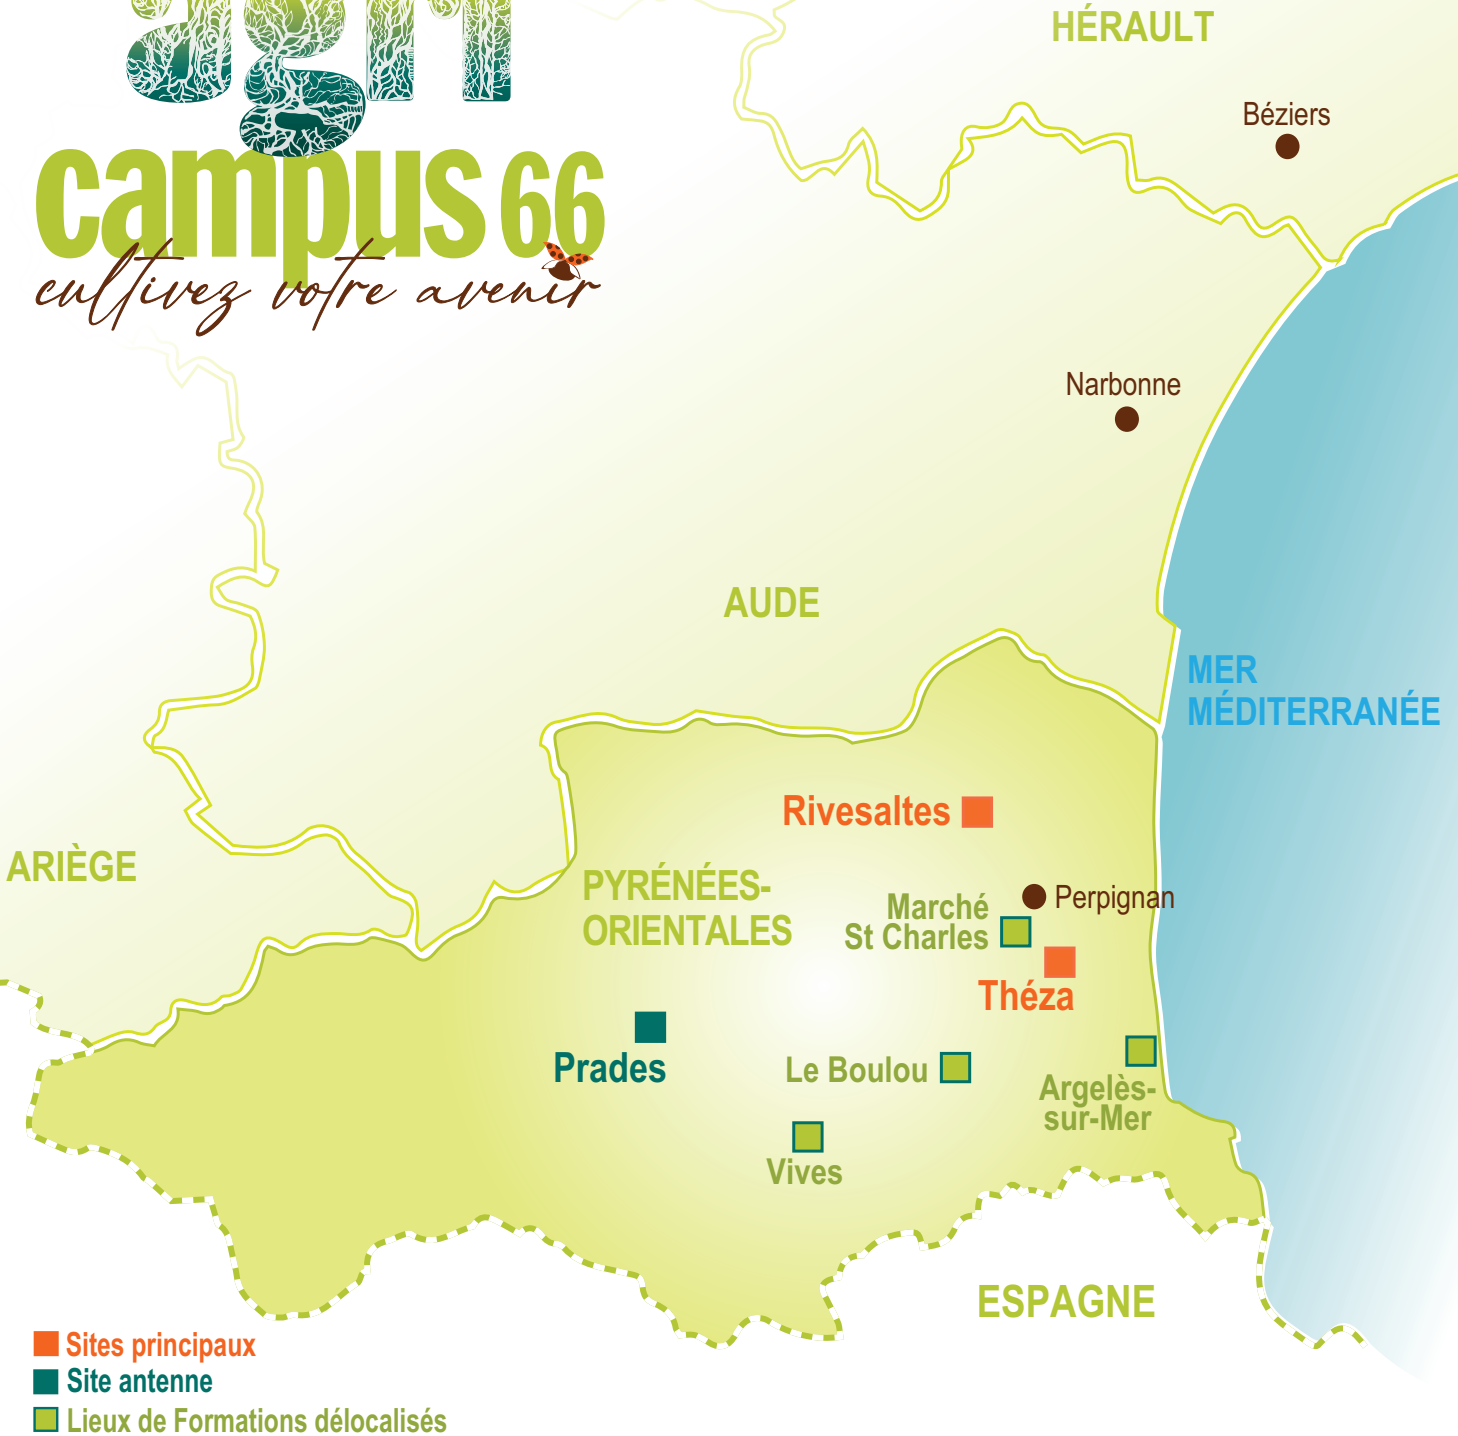 agri
campus 66
cultivez votre avenir
HÉRAULT
Béziers
Narbonne
AUDE
MER
MÉDITERRANÉE
Rivesaltes
ARIÈGE
PYRÉNÉES-
ORIENTALES
Perpignan
Marché
St Charles
Théza
Prades
Le Boulou
Argelès-
sur-Mer
Vives
ESPAGNE
Sites principaux
Site antenne
Lieux de Formations délocalisés